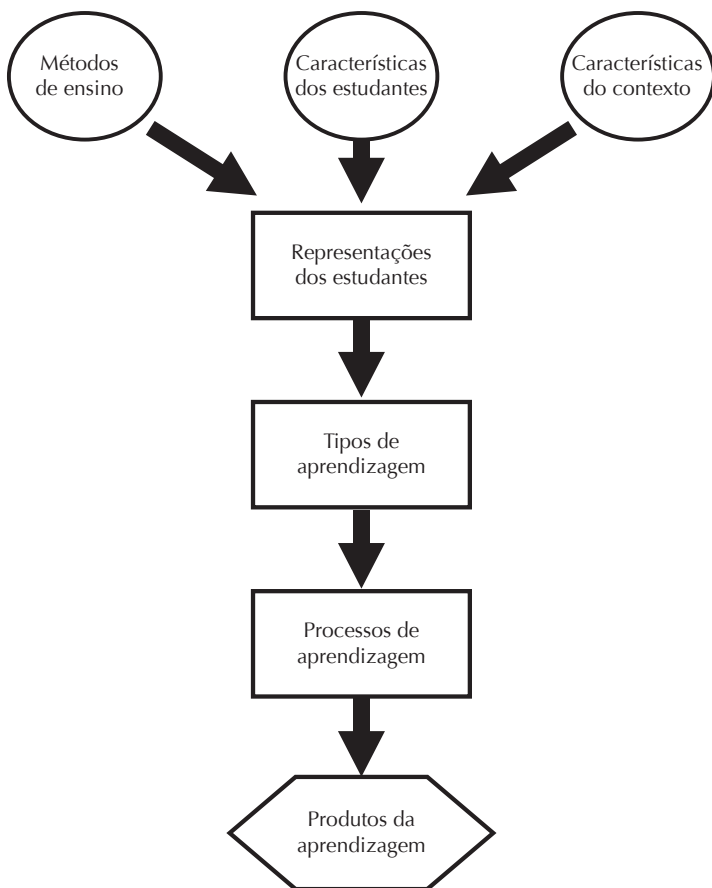 Métodos
de ensino
Características
dos estudantes
Características
do contexto
Representações
dos estudantes
Tipos de
aprendizagem
Processos de
aprendizagem
Produtos da
aprendizagem